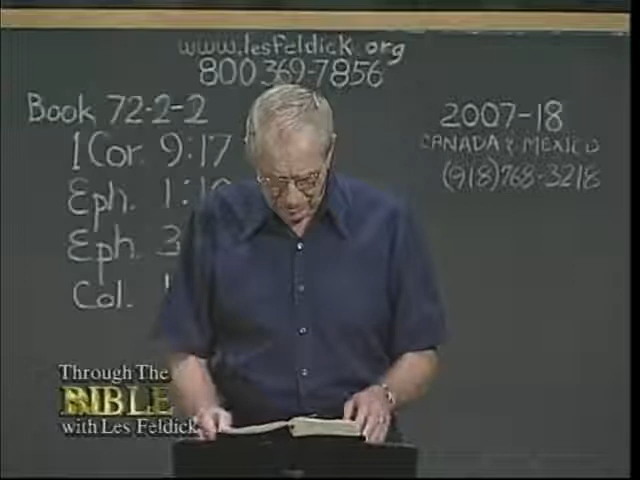 www.lesfeldick.org
800 369-7856
Book 72-2-2
1 Cor. 9:17
Eph. 1:10
Eph. 3
Col.
2007-18
CANADA & MEXICO
(918)768-3218
Through The
BIBLE
with Les Feldick